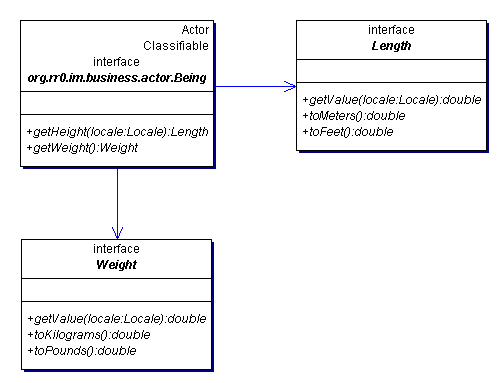 Actor
Classifiable
interface
org.rr0.im.business.actor.Being
+getHeight(locale:Locale):Length
+getWeight():Weight
interface
Length
+getValue(locale:Locale):double
+toMeters():double
+toFeet():double
interface
Weight
+getValue(locale:Locale):double
+toKilograms():double
+toPounds():double